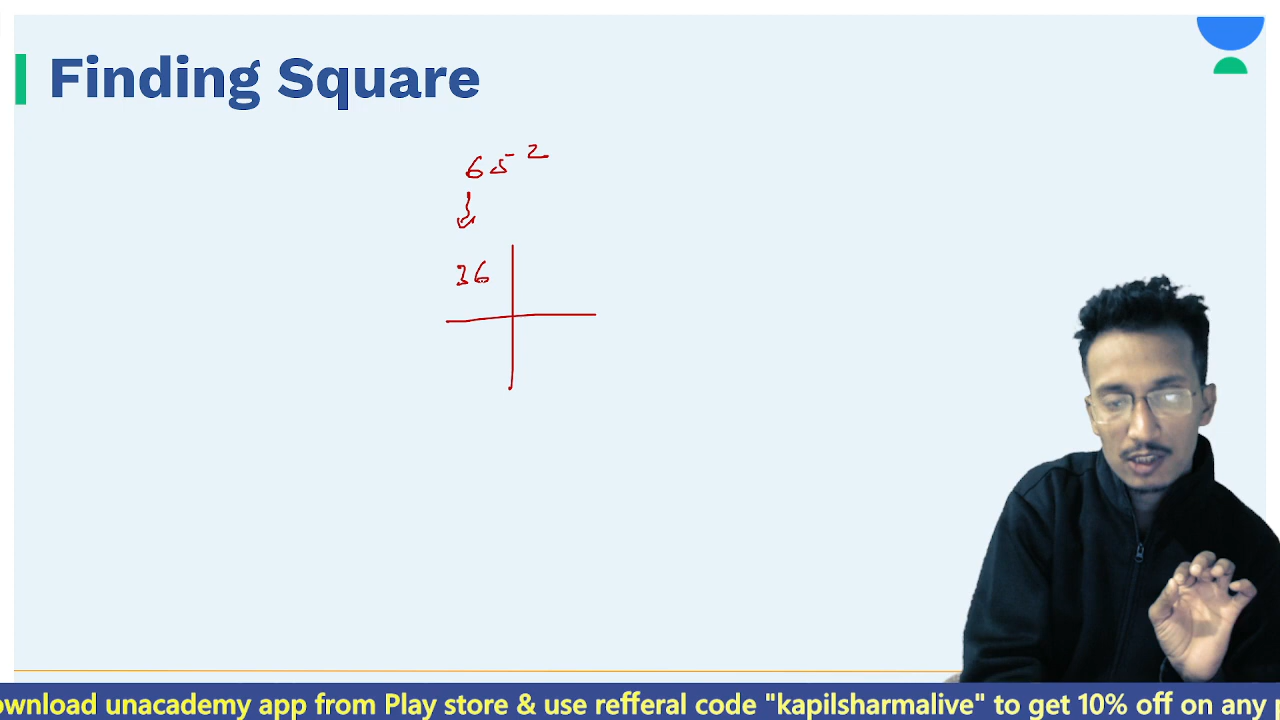 Finding Square
65²
36
ownload unacademy app from Play store & use refferal code "kapilsharmalive" to get 10% off on any